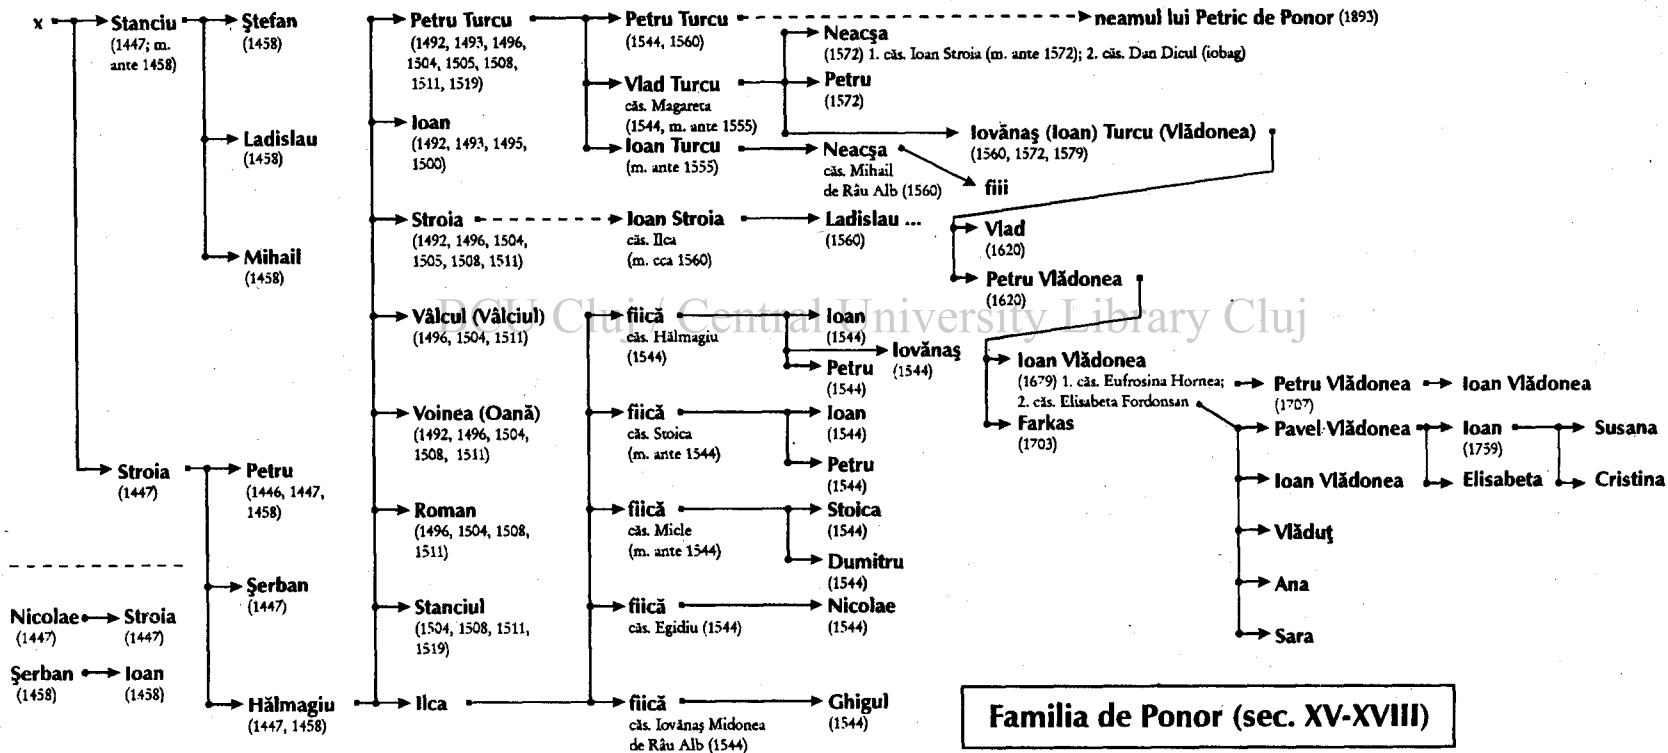 x
Stanciu
(1447; m.
ante 1458)
Ştefan
(1458)
Ladislau
(1458)
Mihail
(1458)
Stroia
(1447)
Petru
(1446, 1447,
1458)
Şerban
(1447)
Hălmagiu
(1447, 1458)
Nicolae
(1447)
Stroia
(1447)
Şerban
(1458)
Ioan
(1458)
Petru Turcu
(1492, 1493, 1496,
1504, 1505, 1508,
1511, 1519)
Ioan
(1492, 1493, 1495,
1500)
Stroia
(1492, 1496, 1504,
1505, 1508, 1511)
Vâlcul (Vâlciul)
(1496, 1504, 1511)
Voinea (Oană)
(1492, 1496, 1504,
1508, 1511)
Roman
(1496, 1504, 1508,
1511)
Stanciul
(1504, 1508, 1511,
1519)
Ilca
Petru Turcu
(1544, 1560)
neamul lui Petric de Ponor (1893)
Vlad Turcu
căs. Magareta
(1544, m. ante 1555)
Ioan Turcu
(m. ante 1555)
Neacşa
(1572) 1. căs. Ioan Stroia (m. ante 1572); 2. căs. Dan Dicul (iobag)
Petru
(1572)
Iovănaş (Ioan) Turcu (Vlădonea)
(1560, 1572, 1579)
Neacşa
căs. Mihail
de Râu Alb (1560)
fiii
Ioan Stroia
căs. Ilca
(m. cca 1560)
Ladislau ...
(1560)
Vlad
(1620)
Petru Vlădonea
(1620)
BCU Cluj / Central University Library Cluj
fiică
căs. Hălmagiu
(1544)
Ioan
(1544)
Iovănaş
(1544)
Petru
(1544)
fiică
căs. Stoica
(m. ante 1544)
Ioan
(1544)
Petru
(1544)
fiică
căs. Micle
(m. ante 1544)
Stoica
(1544)
Dumitru
(1544)
fiică
căs. Egidiu (1544)
Nicolae
(1544)
fiică
căs. Iovănaş Midonea
de Râu Alb (1544)
Ghigul
(1544)
Ioan Vlădonea
(1679) 1. căs. Eufrosina Hornea;
2. căs. Elisabeta Fordonsan
Farkas
(1703)
Petru Vlădonea
(1707)
Ioan Vlădonea
Pavel Vlădonea
Ioan
(1759)
Susana
Elisabeta
Cristina
Ioan Vlădonea
Vlăduţ
Ana
Sara
Familia de Ponor (sec. XV-XVIII)